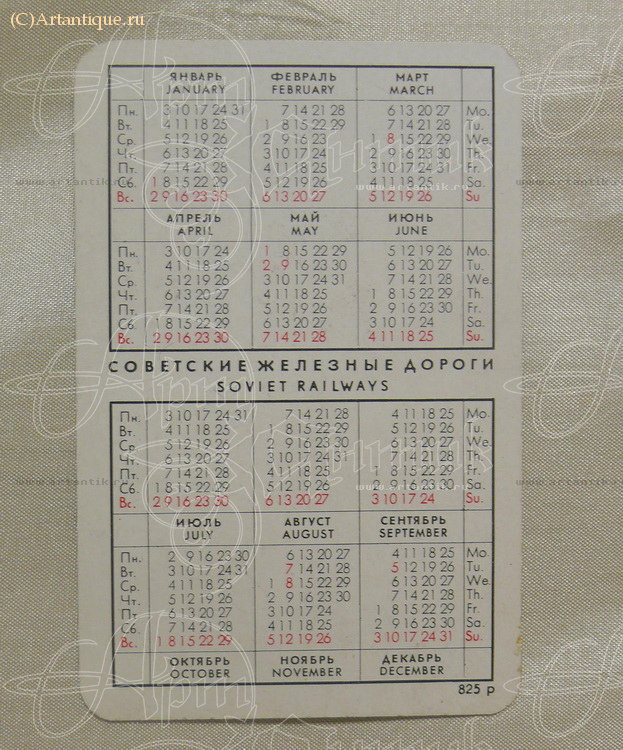 (C)Artantique.ru
ЯНВАРЬ ФЕВРАЛЬ МАРТ
JANUARY FEBRUARY MARCH
Пн. 3 10 17 24 31 7 14 21 28 6 13 20 27 Mo.
Вт. 4 11 18 25 1 8 15 22 29 7 14 21 28 Tu.
Ср. 5 12 19 26 2 9 16 23 1 8 15 22 29 We.
Чт. 6 13 20 27 3 10 17 24 2 9 16 23 30 Th.
Пт. 7 14 21 28 4 11 18 25 3 10 17 24 31 Fr.
Сб. 1 8 15 22 29 5 12 19 26 4 11 18 25 Sa.
Вс. 2 9 16 23 30 6 13 20 27 5 12 19 26 Su
АПРЕЛЬ МАЙ ИЮНЬ
APRIL MAY JUNE
Пн. 3 10 17 24 1 8 15 22 29 5 12 19 26 Mo.
Вт. 4 11 18 25 2 9 16 23 30 6 13 20 27 Tu.
Ср. 5 12 19 26 3 10 17 24 31 7 14 21 28 We.
Чт. 6 13 20 27 4 11 18 25 1 8 15 22 29 Th.
Пт. 7 14 21 28 5 12 19 26 2 9 16 23 30 Fr.
Сб. 1 8 15 22 29 6 13 20 27 3 10 17 24 Sa.
Вс. 2 9 16 23 30 7 14 21 28 4 11 18 25 Su.
СОВЕТСКИЕ ЖЕЛЕЗНЫЕ ДОРОГИ
SOVIET RAILWAYS
Пн. 3 10 17 24 31 7 14 21 28 4 11 18 25 Mo.
Вт. 4 11 18 25 1 8 15 22 29 5 12 19 26 Tu.
Ср. 5 12 19 26 2 9 16 23 30 6 13 20 27 We.
Чт. 6 13 20 27 3 10 17 24 31 7 14 21 28 Th.
Пт. 7 14 21 28 4 11 18 25 1 8 15 22 29 Fr.
Сб. 1 8 15 22 29 5 12 19 26 2 9 16 23 30 Sa.
Вс. 2 9 16 23 30 6 13 20 27 3 10 17 24 Su.
ИЮЛЬ АВГУСТ СЕНТЯБРЬ
JULY AUGUST SEPTEMBER
Пн. 2 9 16 23 30 6 13 20 27 4 11 18 25 Mo.
Вт. 3 10 17 24 31 7 14 21 28 5 12 19 26 Tu.
Ср. 4 11 18 25 1 8 15 22 29 6 13 20 27 We.
Чт. 5 12 19 26 2 9 16 23 30 7 14 21 28 Th.
Пт 6 13 20 27 3 10 17 24 1 8 15 22 29 Fr.
Сб. 7 14 21 28 4 11 18 25 2 9 16 23 30 Sa.
Вс. 1 8 15 22 29 5 12 19 26 3 10 17 24 31 Su.
ОКТЯБРЬ НОЯБРЬ ДЕКАБРЬ
OCTOBER NOVEMBER DECEMBER
825 р